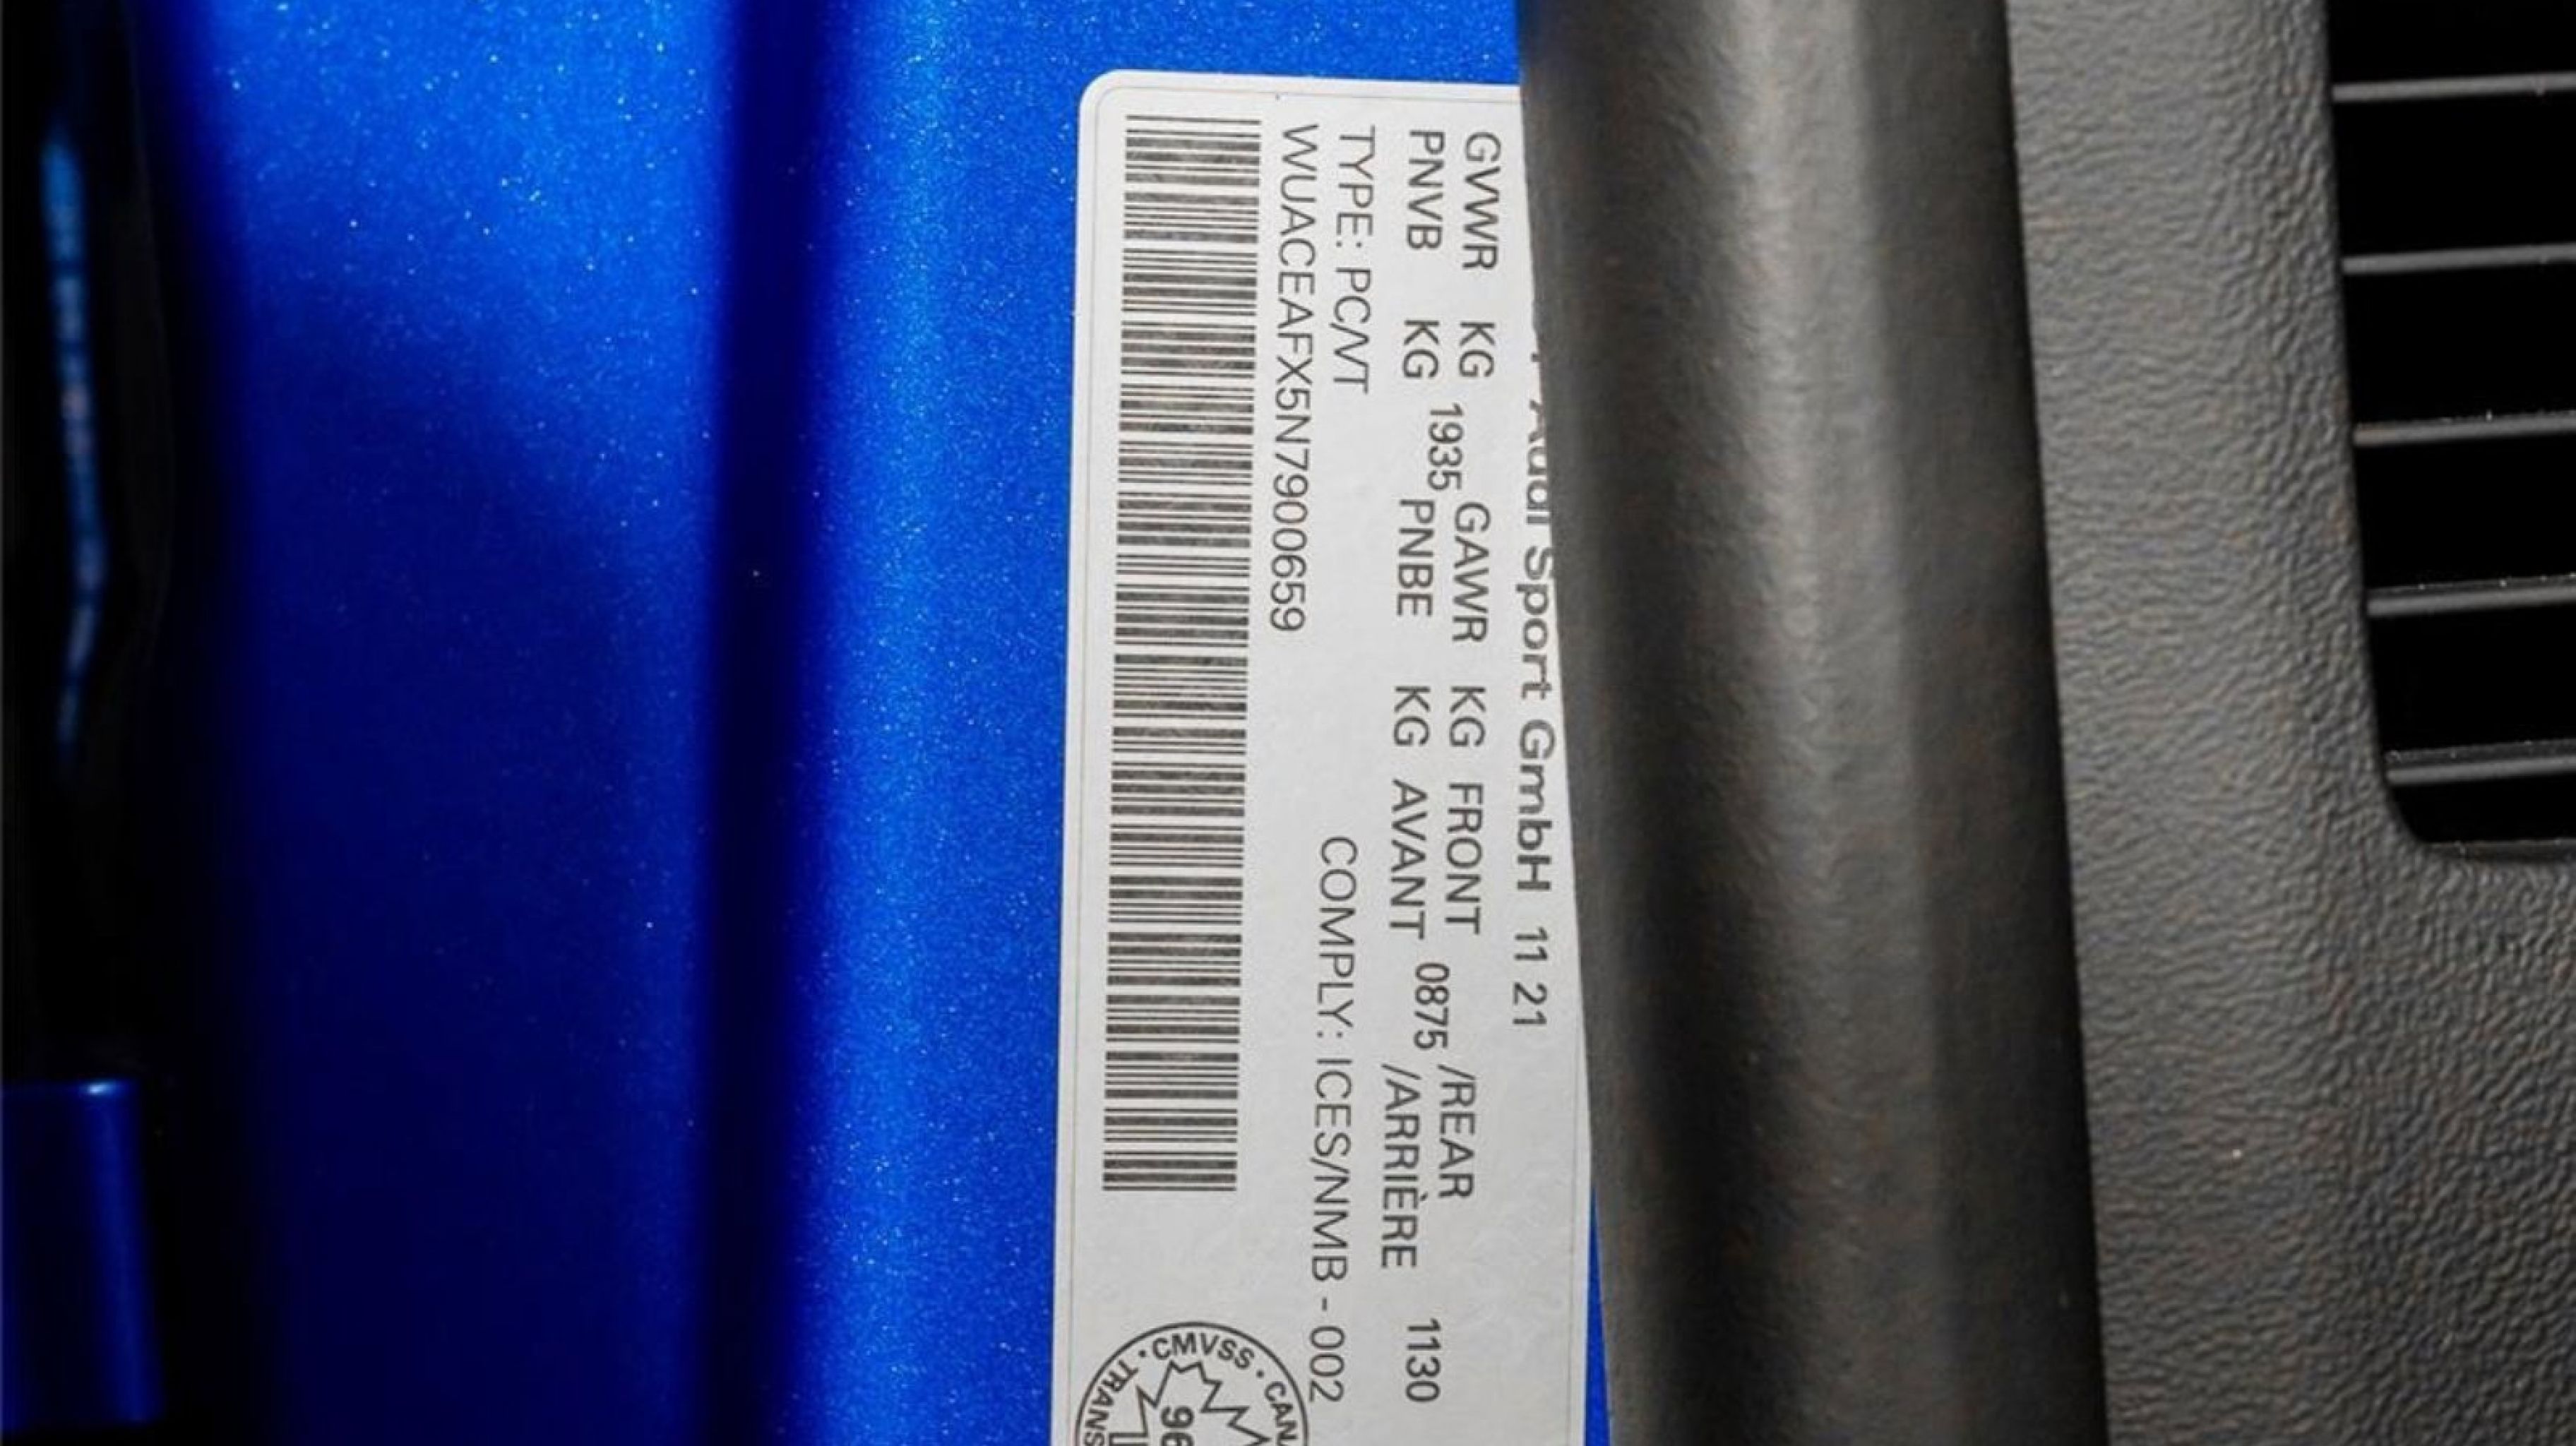 Audi Sport GmbH 11 21
GVWR KG 1935 GAWR KG FRONT 0875 /REAR 1130
PNVB KG PNBE KG AVANT /ARRIÈRE
TYPE: PC/VT COMPLY: ICES/NMB - 002
WUACEAFX5N7900659
CMVSS